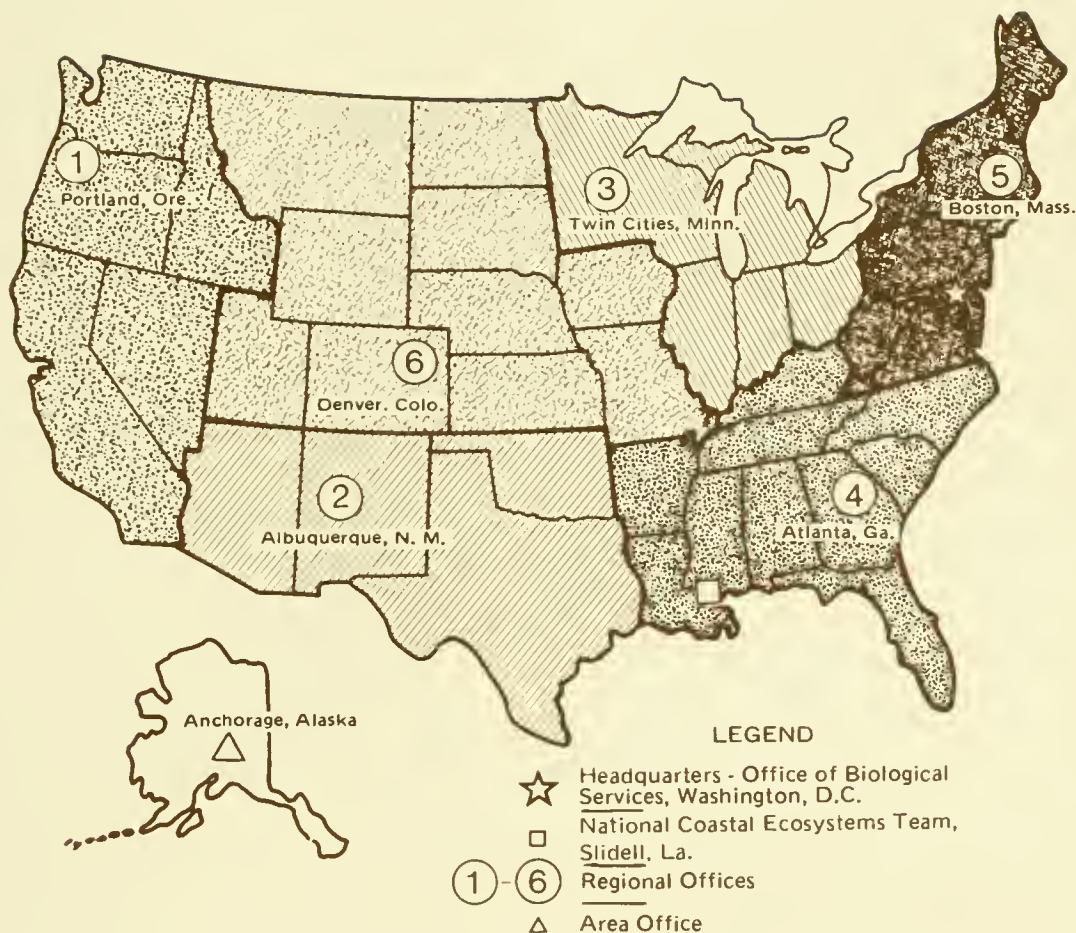 1
Portland, Ore.
3
Twin Cities, Minn.
5
Boston, Mass.
6
Denver. Colo.
2
Albuquerque, N. M.
4
Atlanta, Ga.
Anchorage, Alaska
LEGEND
Headquarters - Office of Biological
Services, Washington, D.C.
National Coastal Ecosystems Team,
Slidell, La.
1 - 6 Regional Offices
Area Office